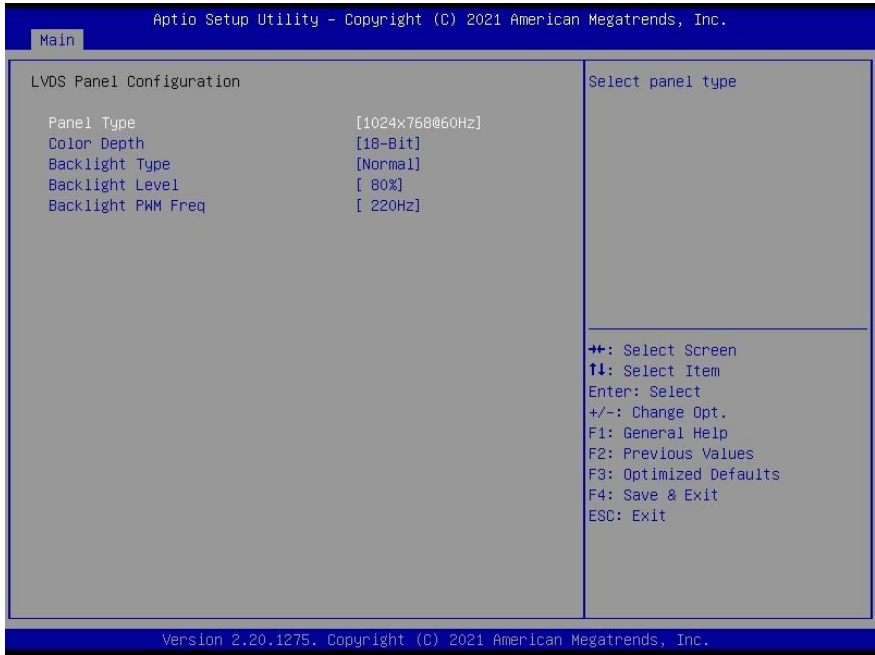 Aptio Setup Utility – Copyright (C) 2021 American Megatrends, Inc.
Main
LVDS Panel Configuration
Panel Type [1024x768@60Hz]
Color Depth [18-Bit]
Backlight Type [Normal]
Backlight Level [ 80%]
Backlight PWM Freq [ 220Hz]
Select panel type
→←: Select Screen
↑↓: Select Item
Enter: Select
+/-: Change Opt.
F1: General Help
F2: Previous Values
F3: Optimized Defaults
F4: Save & Exit
ESC: Exit
Version 2.20.1275. Copyright (C) 2021 American Megatrends, Inc.